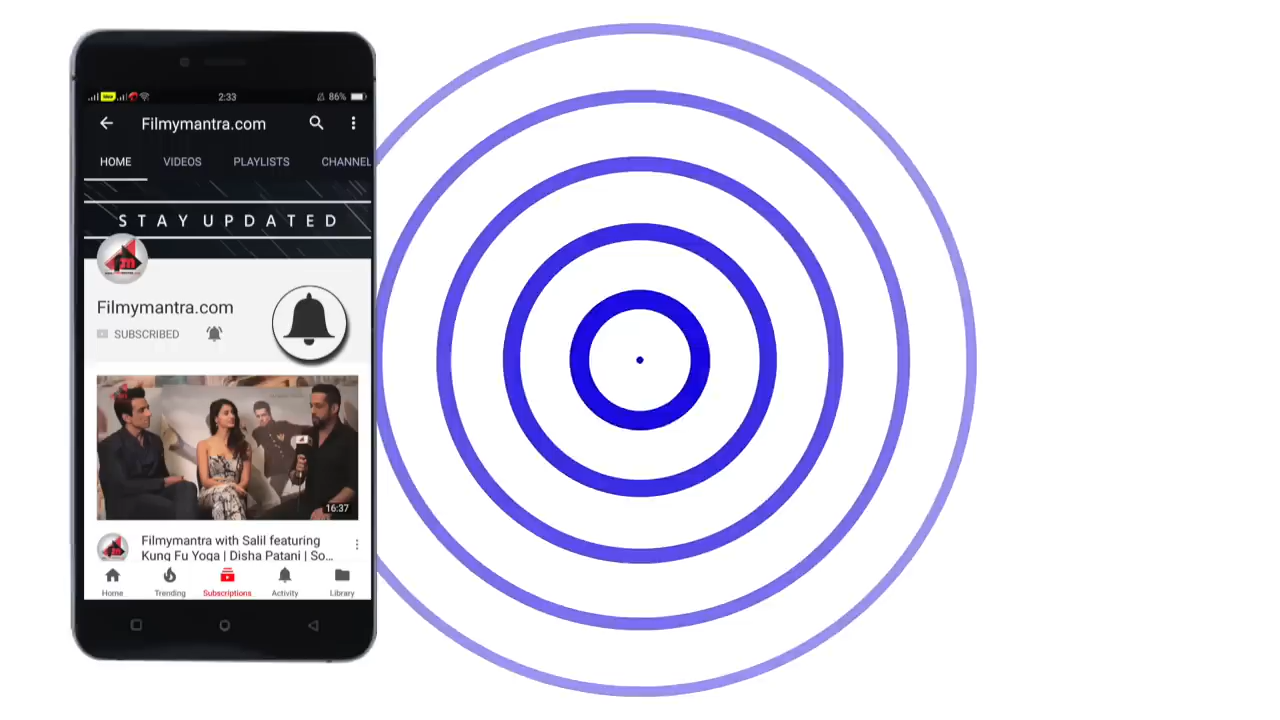 2:33
86%
Filmymantra.com
HOME VIDEOS PLAYLISTS CHANNEL
STAY UPDATED
Filmymantra.com
SUBSCRIBED
16:37
Filmymantra with Salil featuring
Kung Fu Yoga | Disha Patani | So...
Home Trending Subscriptions Activity Library